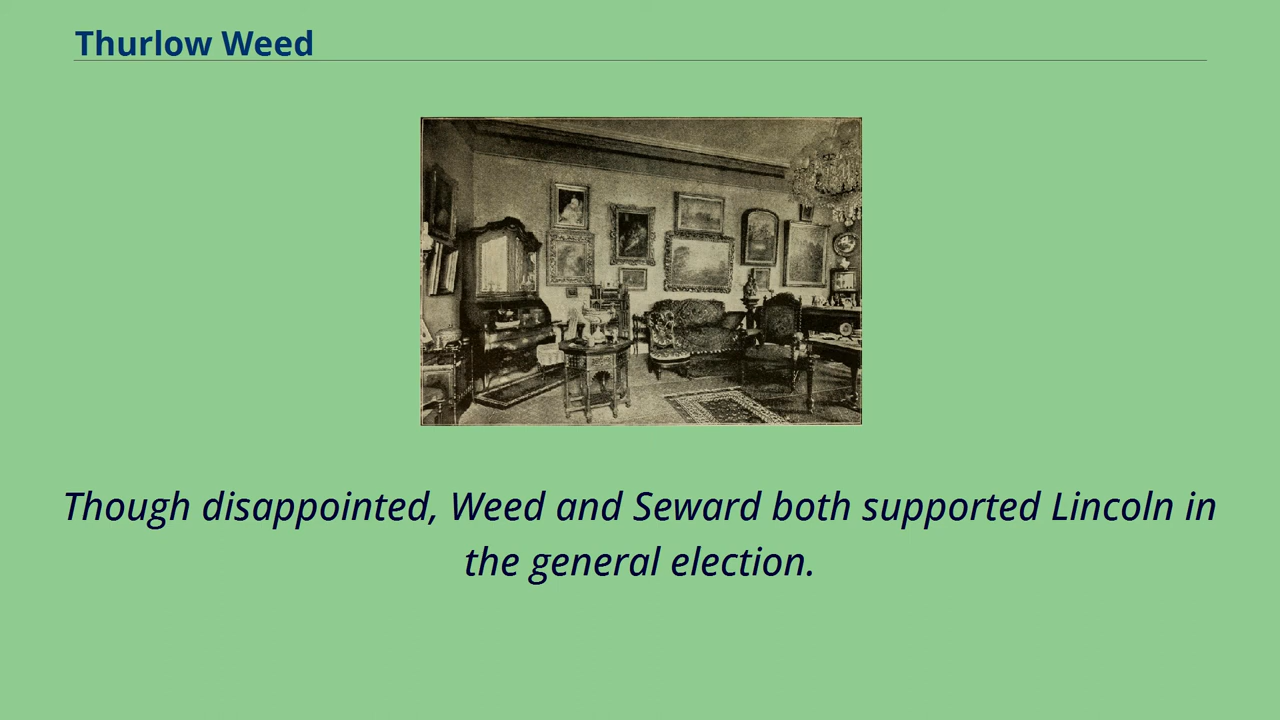 Thurlow Weed
Though disappointed, Weed and Seward both supported Lincoln in
the general election.